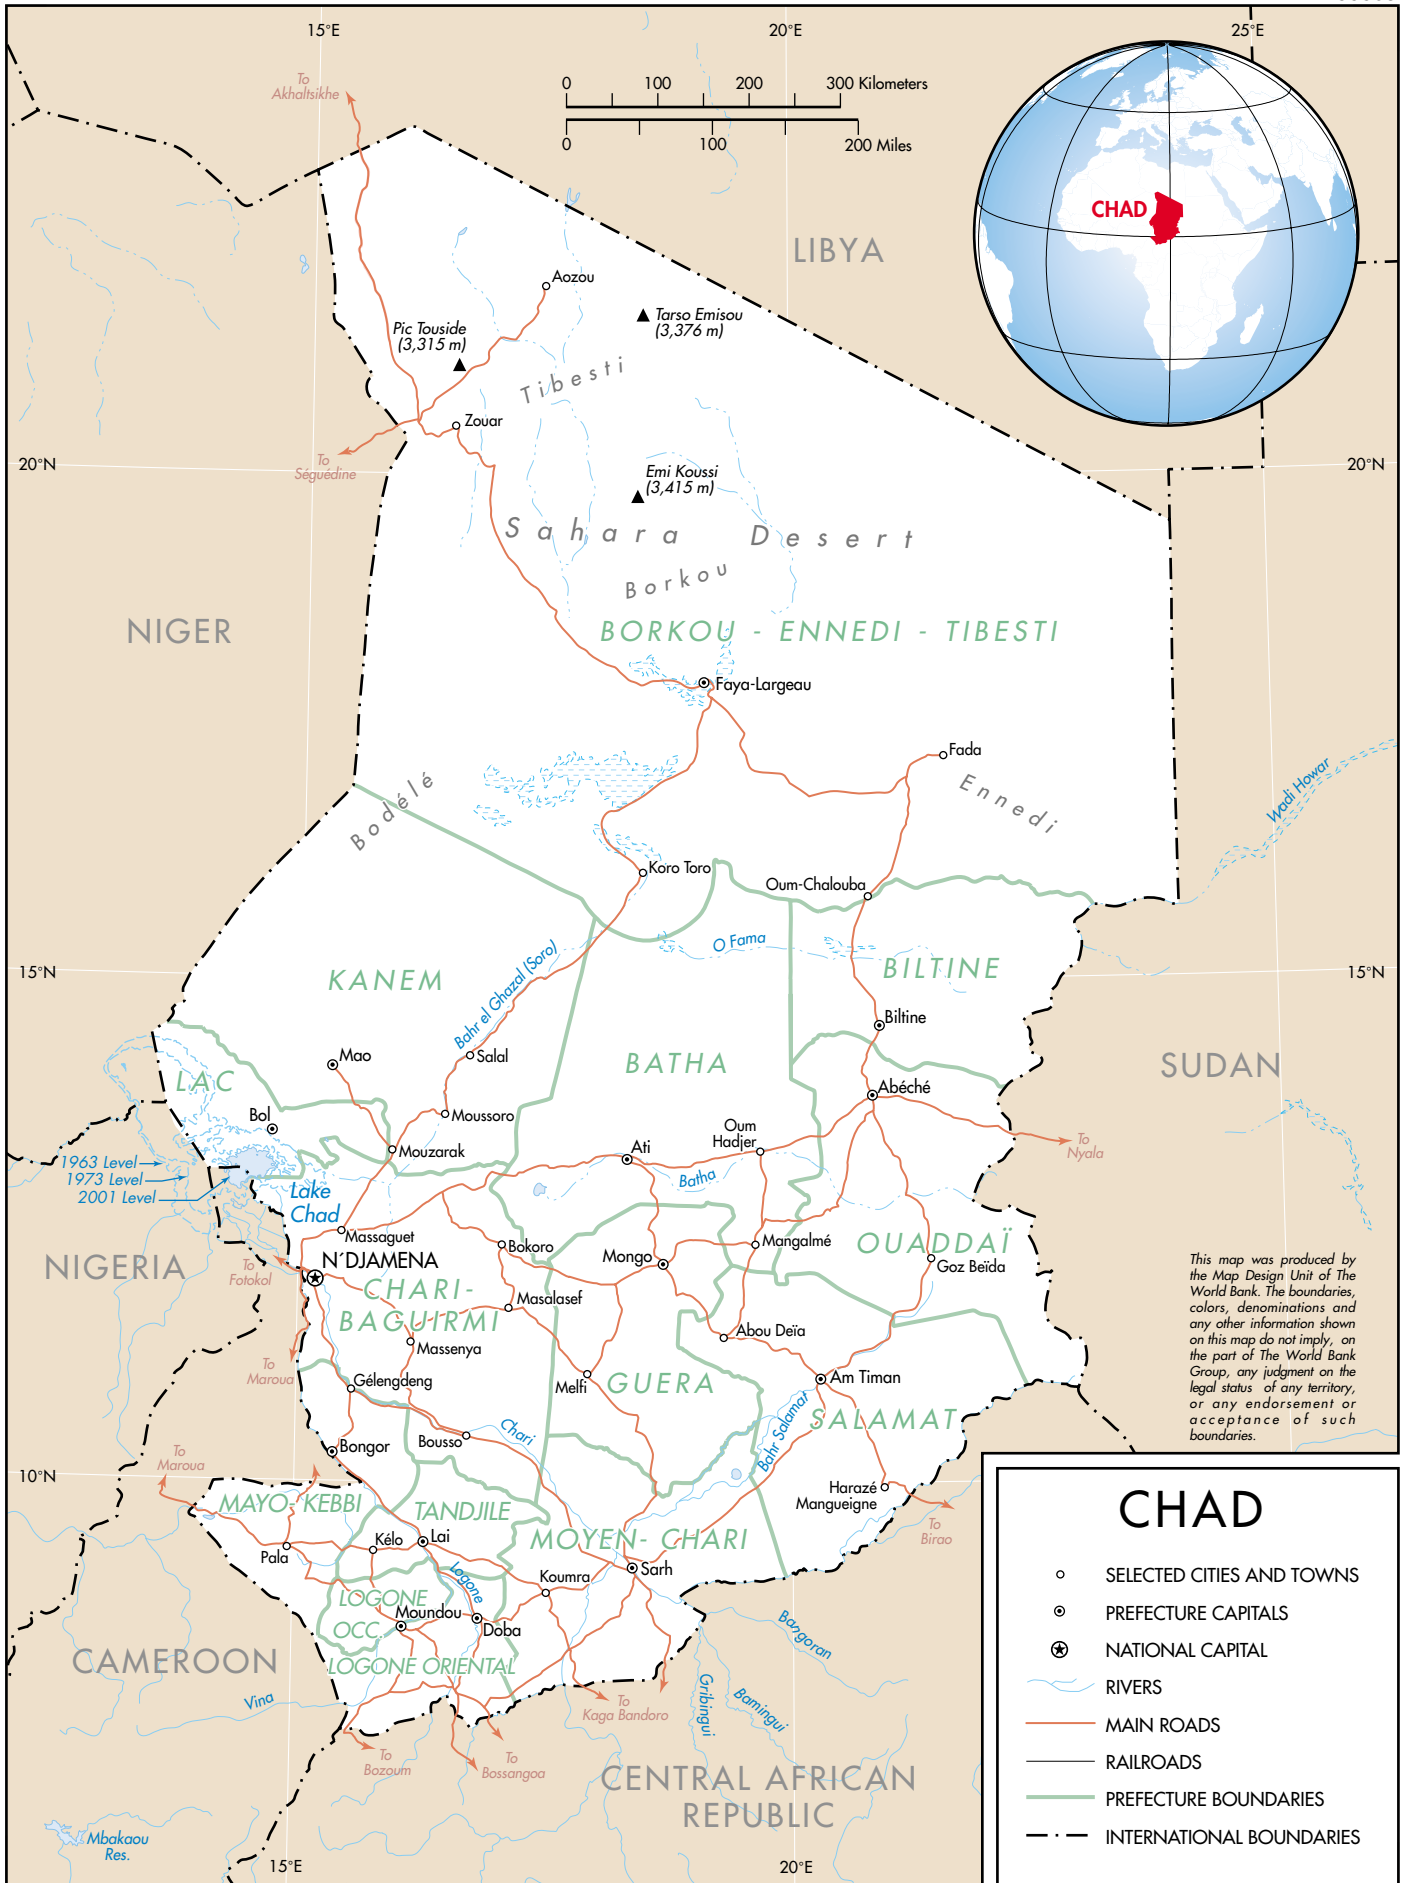 15°E
20°E
25°E
To
Akhaltsikhe
0 100 200 300 Kilometers
0 100 200 Miles
CHAD
LIBYA
Aozou
Tarso Emisou
(3,376 m)
Pic Touside
(3,315 m)
Tibesti
Zouar
To
Séguédine
20°N
20°N
Emi Koussi
(3,415 m)
Sahara Desert
Borkou
NIGER
BORKOU - ENNEDI - TIBESTI
Faya-Largeau
Fada
Ennedi
Bodélé
Wadi Howar
Koro Toro
Oum-Chalouba
O Fama
Bahr el Ghazal (Soro)
KANEM
BILTINE
15°N
15°N
Biltine
Mao
Salal
BATHA
SUDAN
LAC
Abéché
Bol
Moussoro
Oum
Hadjer
To
Nyala
Mouzarak
Ati
1963 Level
1973 Level
2001 Level
Batha
Lake
Chad
Massaguet
NIGERIA
N'DJAMENA
Bokoro
Mongo
Mangalmé
OUADDAÏ
Goz Beïda
To
Fotokol
CHARI-
BAGUIRMI
Masalasef
Massenya
Abou Deïa
This map was produced by
the Map Design Unit of The
World Bank. The boundaries,
colors, denominations and
any other information shown
on this map do not imply, on
the part of The World Bank
Group, any judgment on the
legal status of any territory,
or any endorsement or
acceptance of such
boundaries.
To
Maroua
Gélengdeng
Melfi
GUERA
Am Timan
SALAMAT
Bahr Salamat
Chari
Bousso
Bongor
To
Maroua
10°N
Harazé
Mangueigne
MAYO- KEBBI
TANDJILE
MOYEN- CHARI
To
Birao
Pala
Kélo
Lai
Sarh
Koumra
Logone
LOGONE
OCC.
Moundou
Doba
LOGONE ORIENTAL
Bangoran
CAMEROON
Vina
Gribingui
Bamingui
To
Kaga Bandoro
To
Bozoum
To
Bossangoa
CENTRAL AFRICAN
REPUBLIC
Mbakaou
Res.
15°E
20°E
CHAD
SELECTED CITIES AND TOWNS
PREFECTURE CAPITALS
NATIONAL CAPITAL
RIVERS
MAIN ROADS
RAILROADS
PREFECTURE BOUNDARIES
INTERNATIONAL BOUNDARIES